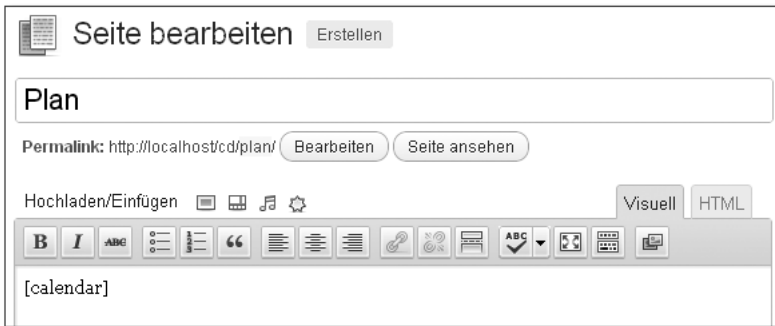 Seite bearbeiten Erstellen
Plan
Permalink: http://localhost/cd/plan/ Bearbeiten Seite ansehen
Hochladen/Einfügen Visuell HTML
B I ABC ABC
[calendar]